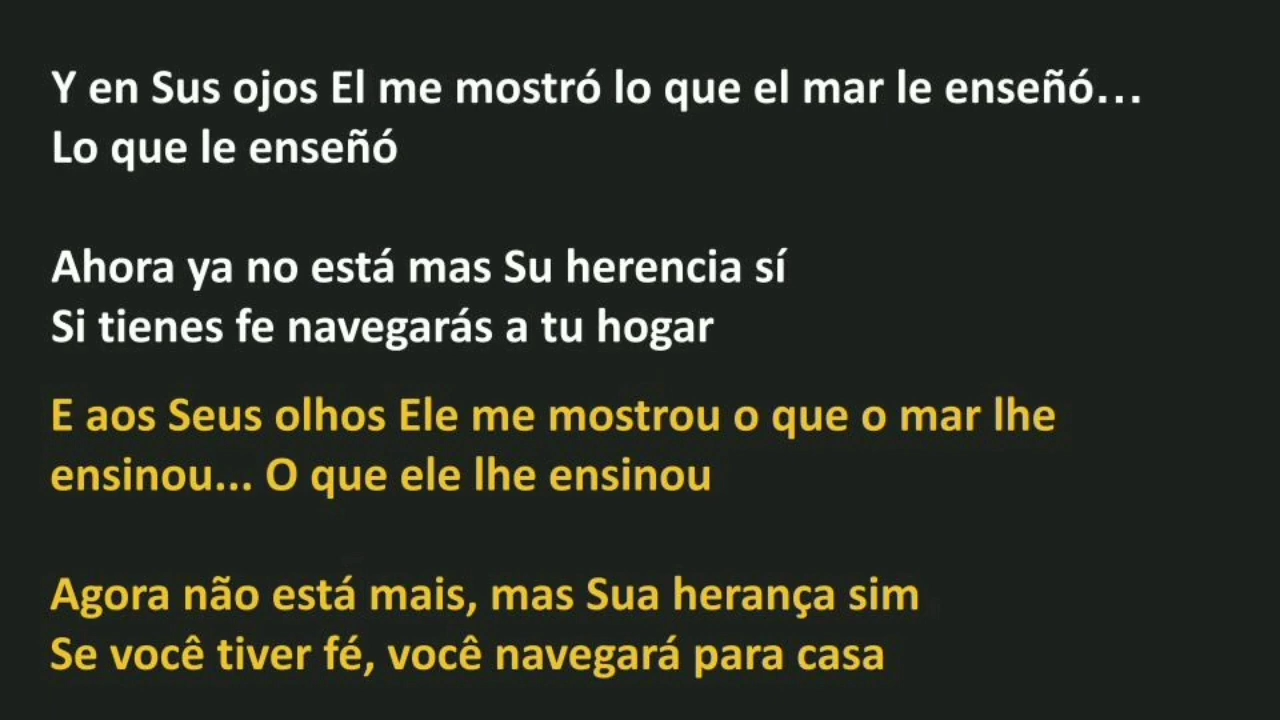 Y en Sus ojos El me mostró lo que el mar le enseñó...
Lo que le enseñó
Ahora ya no está mas Su herencia sí
Si tienes fe navegarás a tu hogar
E aos Seus olhos Ele me mostrou o que o mar lhe
ensinou... O que ele lhe ensinou
Agora não está mais, mas Sua herança sim
Se você tiver fé, você navegará para casa